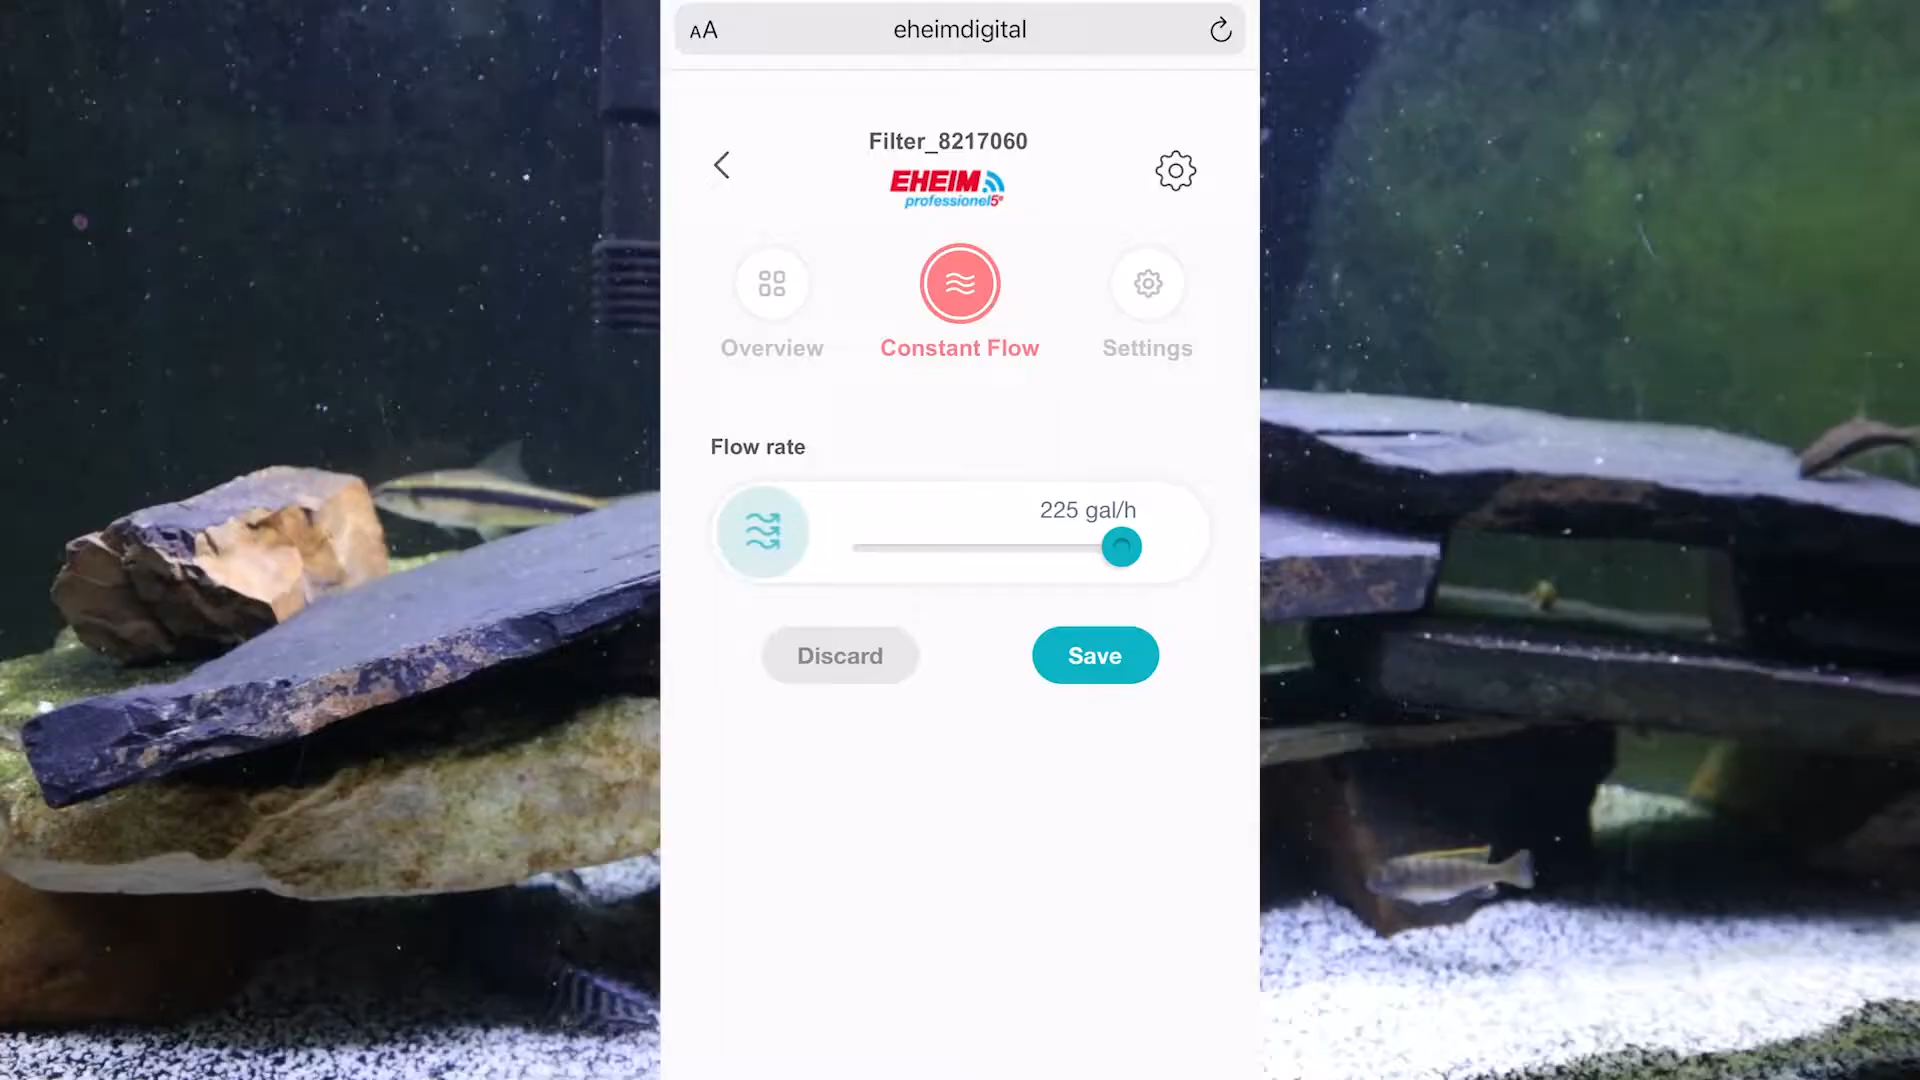 AA
eheimdigital
Filter_8217060
EHEIM
professionel5e
Overview
Constant Flow
Settings
Flow rate
225 gal/h
Discard
Save